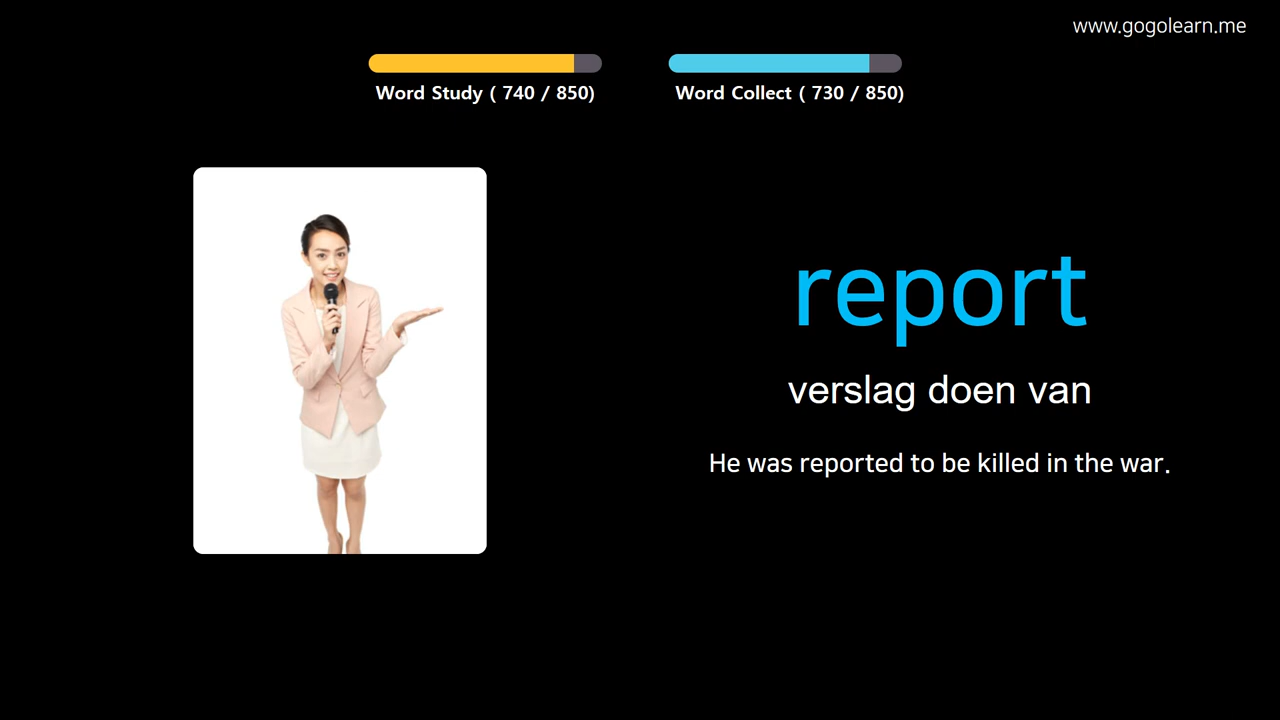 www.gogolearn.me
Word Study ( 740 / 850)
Word Collect ( 730 / 850)
report
verslag doen van
He was reported to be killed in the war.